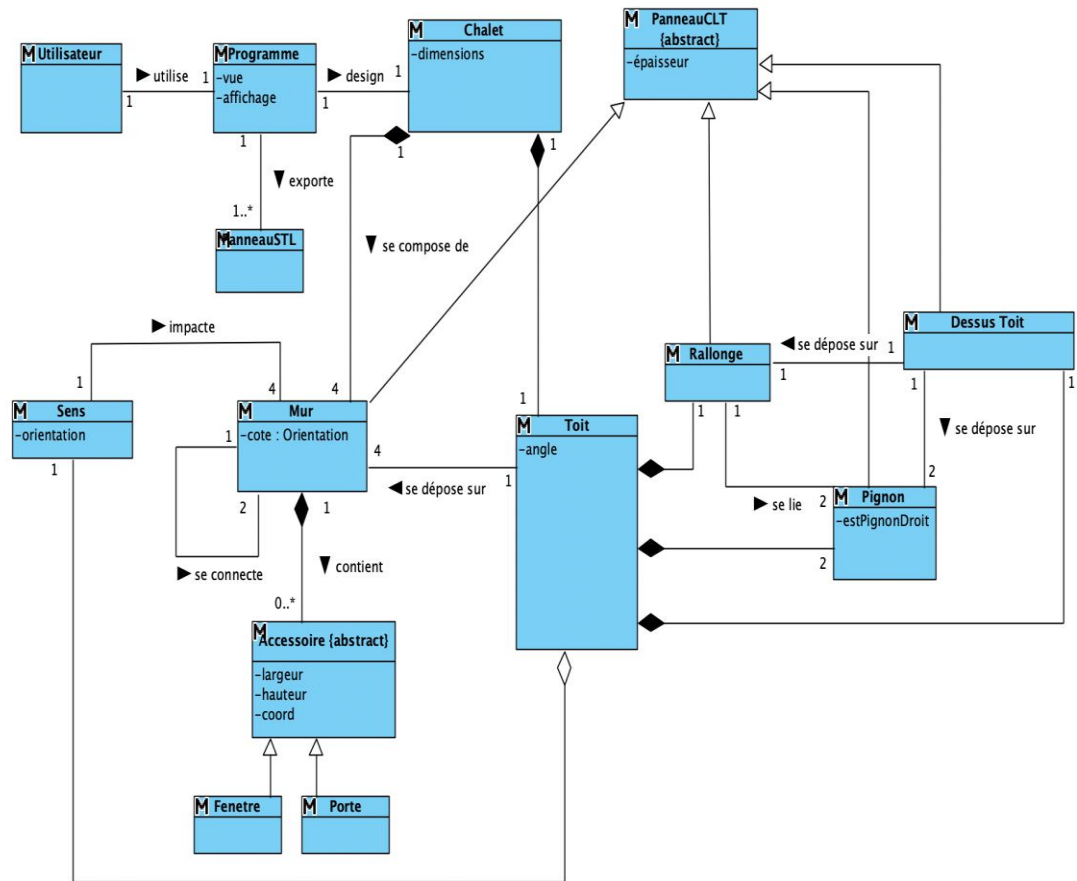 M Utilisateur
utilise
1
1
M Programme
-vue
-affichage
1
1
design
1
M Chalet
-dimensions
1
1
M PanneauCLT
{abstract}
-épaisseur
exporte
1..*
M PanneauSTL
se compose de
impacte
1
4
4
M Sens
-orientation
1
M Mur
-cote : Orientation
1
2
1
4
se connecte
se dépose sur
1
1
M Toit
-angle
M Rallonge
1
1
1
se dépose sur
1
M Dessus Toit
1
1
se dépose sur
2
se lie
2
2
M Pignon
-estPignonDroit
contient
0..*
M Accessoire {abstract}
-largeur
-hauteur
-coord
M Fenetre
M Porte